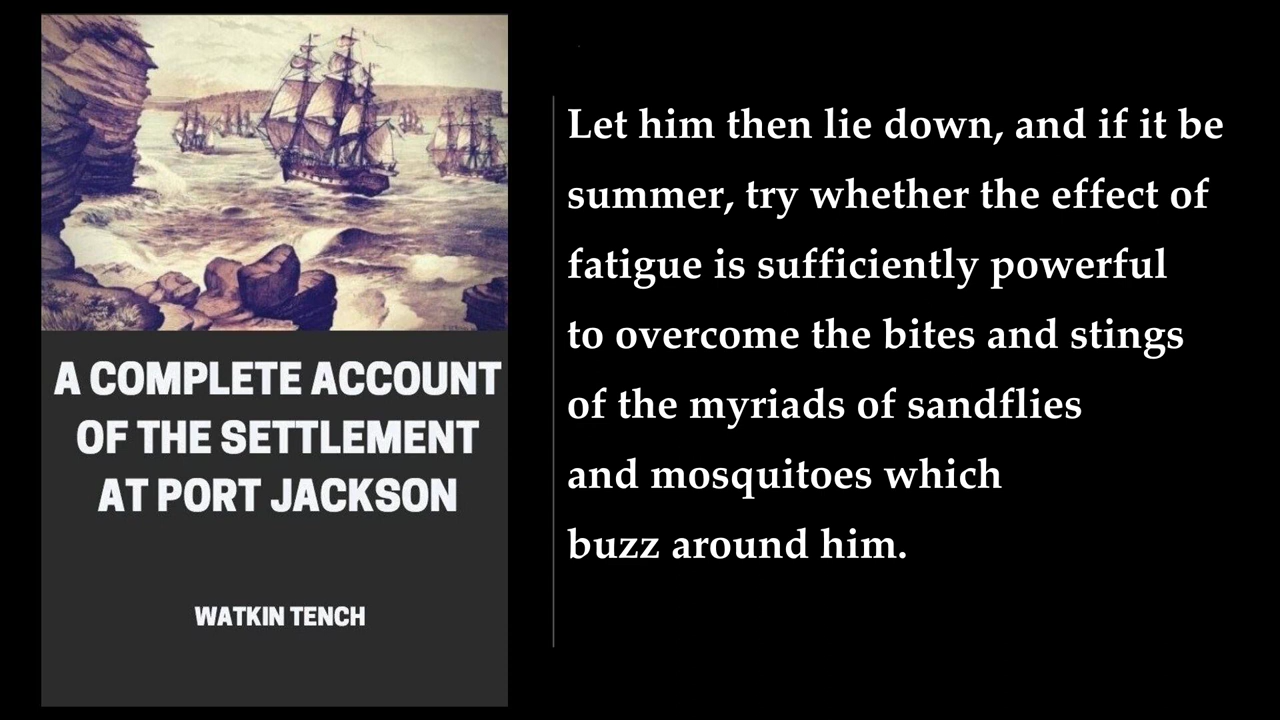 A COMPLETE ACCOUNT
OF THE SETTLEMENT
AT PORT JACKSON
WATKIN TENCH
Let him then lie down, and if it be
summer, try whether the effect of
fatigue is sufficiently powerful
to overcome the bites and stings
of the myriads of sandflies
and mosquitoes which
buzz around him.